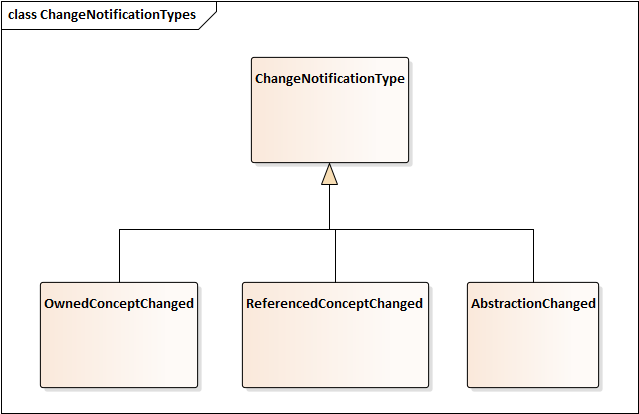 class ChangeNotificationTypes
ChangeNotificationType
OwnedConceptChanged
ReferencedConceptChanged
AbstractionChanged